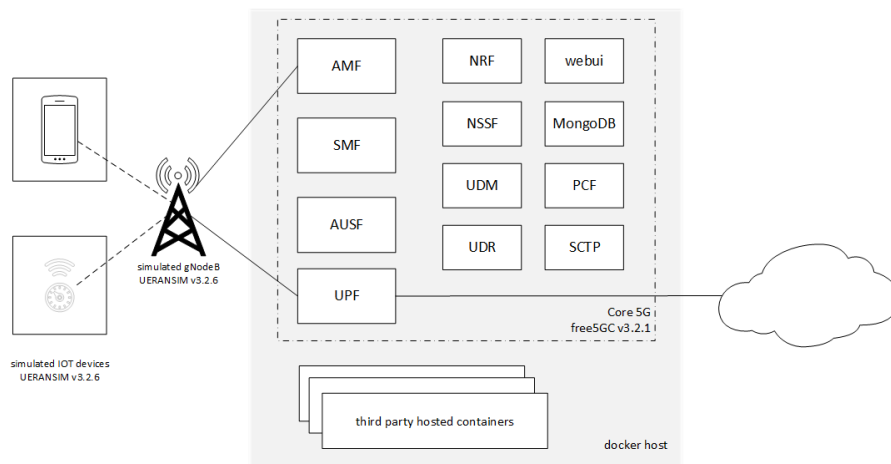 AMF
NRF
webui
SMF
NSSF
MongoDB
AUSF
UDM
PCF
UPF
UDR
SCTP
simulated gNodeB
UERANSIM v3.2.6
Core 5G
free5GC v3.2.1
simulated IOT devices
UERANSIM v3.2.6
third party hosted containers
docker host